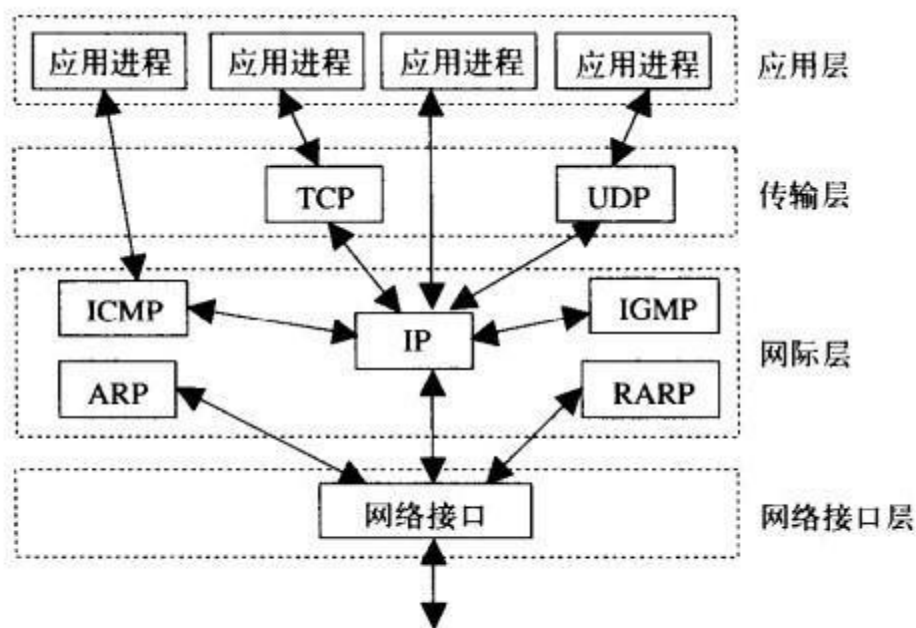 应用进程 应用进程 应用进程 应用进程 应用层
TCP UDP 传输层
ICMP IP IGMP 网际层
ARP RARP
网络接口 网络接口层